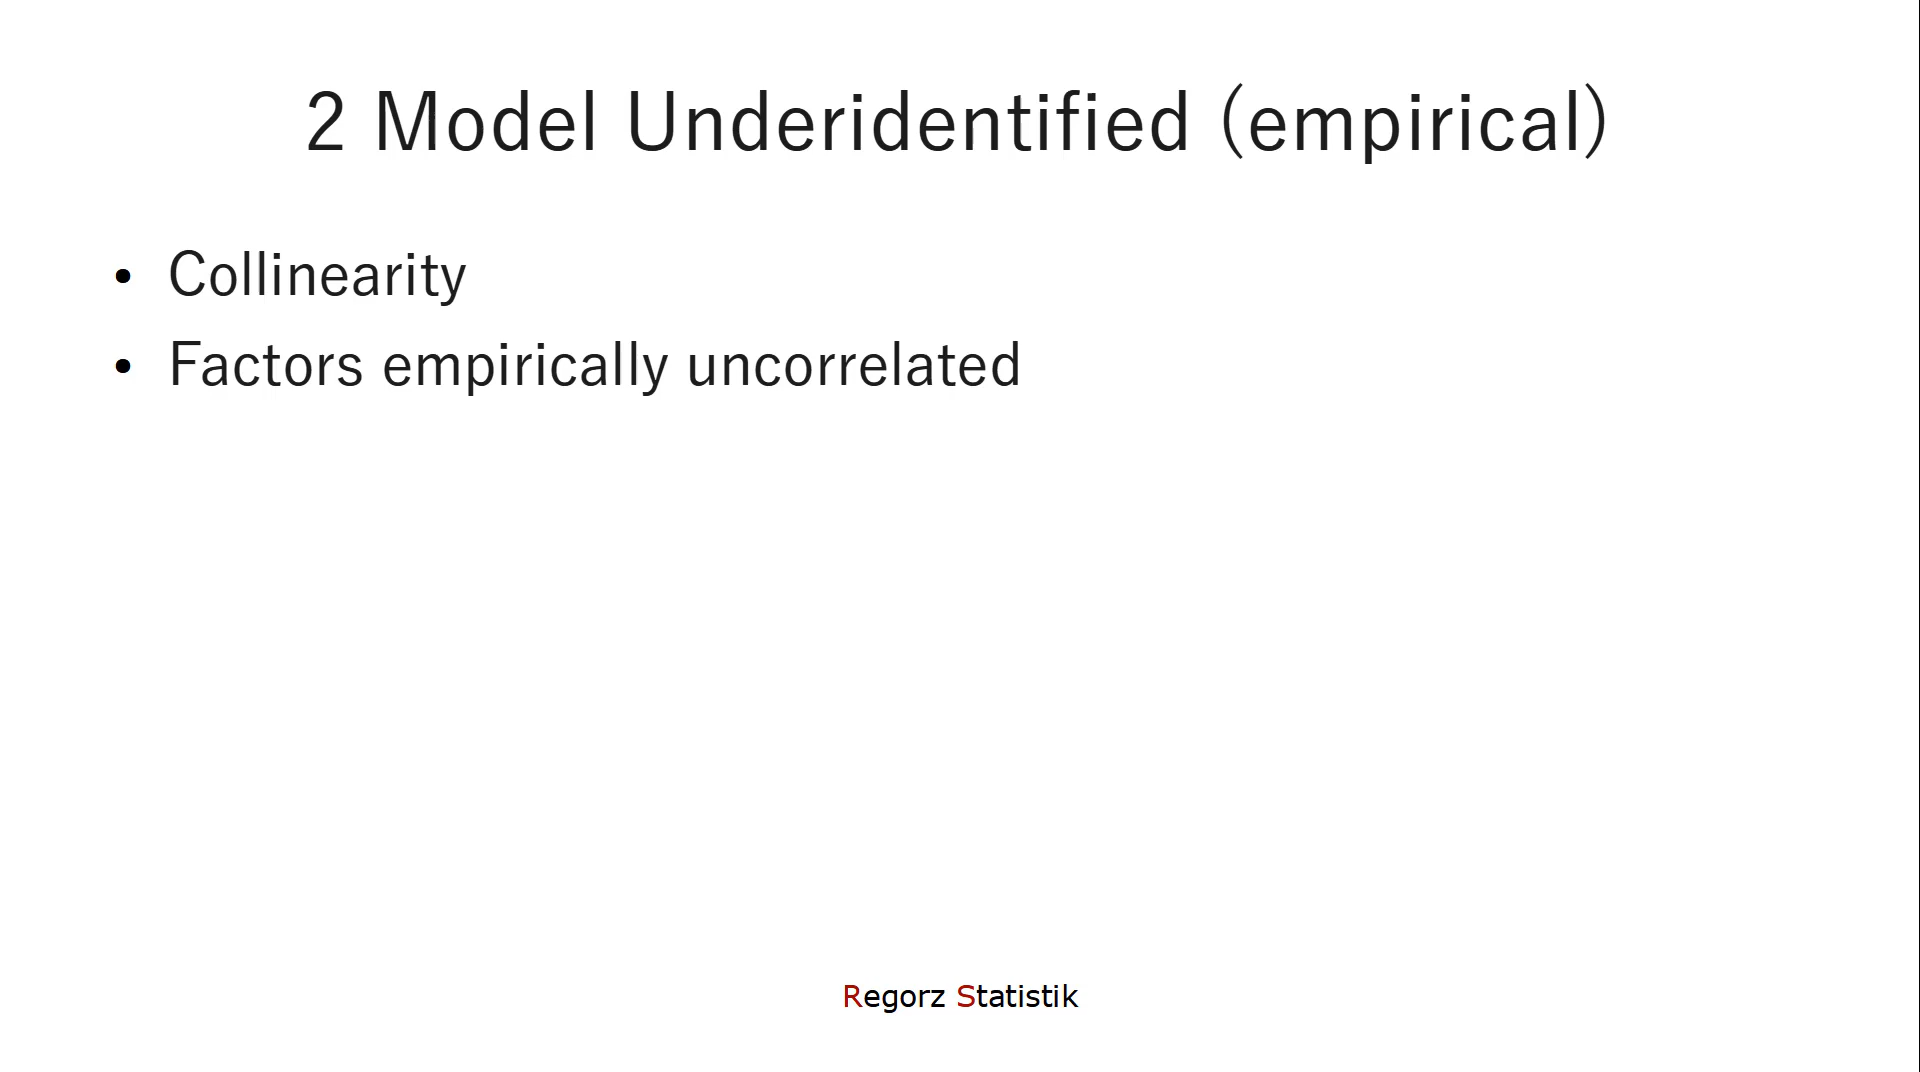 2 Model Underidentified (empirical)
• Collinearity
• Factors empirically uncorrelated
Regorz Statistik